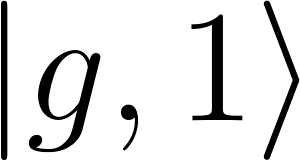 |g, 1⟩